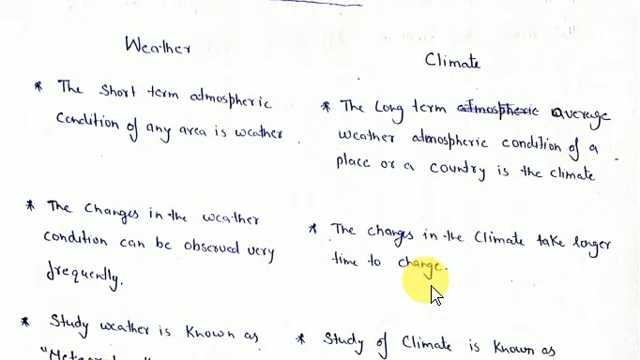 Weather
* The Short term atmospheric
Condition of any area is weather.
* The Changes in the weather
condition can be observed very
frequently.
* Study weather is Known as
Climate
* The Long term atmospheric average
weather atmospheric condition of a
place or a country is the climate
* The changes in the Climate take longer
time to change.
* Study of Climate is Known as